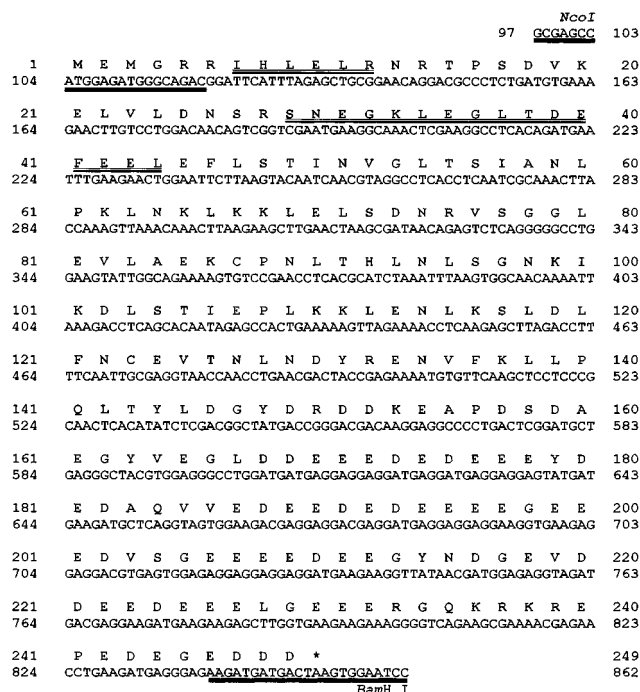 NcoI
97 GCGAGCC 103
1 M E M G R R I H L E L R N R T P S D V K 20
104 ATGGAGATGGGCAGACGGATTCATTTAGAGCTGCGGAACAGGACGCCCTCTGATGTGAAA 163
21 E L V L D N S R S N E G K L E G L T D E 40
164 GAACTTGTCCTGGACAACAGTCGGTCGAATGAAGGCAAACTCGAAGGCCTCACAGATGAA 223
41 F E E L E F L S T I N V G L T S I A N L 60
224 TTTGAAGAACTGGAATTCTTAAGTACAATCAACGTAGGCCTCACCTCAATCGCAAACTTA 283
61 P K L N K L K K L E L S D N R V S G G L 80
284 CCAAAGTTAAACAAACTTAAGAAGCTTGAACTAAGCGATAACAGAGTCTCAGGGGGCCTG 343
81 E V L A E K C P N L T H L N L S G N K I 100
344 GAAGTATTGGCAGAAAAGTGTCCGAACCTCACGCATCTAAATTTAAGTGGCAACAAAATT 403
101 K D L S T I E P L K K L E N L K S L D L 120
404 AAAGACCTCAGCACAATAGAGCCACTGAAAAAGTTAGAAAACCTCAAGAGCTTAGACCTT 463
121 F N C E V T N L N D Y R E N V F K L L P 140
464 TTCAATTGCGAGGTAACCAACCTGAACGACTACCGAGAAAATGTGTTCAAGCTCCTCCCG 523
141 Q L T Y L D G Y D R D D K E A P D S D A 160
524 CAACTCACATATCTCGACGGCTATGACCGGGACGACAAGGAGGCCCCTGACTCGGATGCT 583
161 E G Y V E G L D D E E E D E D E E E Y D 180
584 GAGGGCTACGTGGAGGGCCTGGATGATGAGGAGGAGGATGAGGATGAGGAGGAGTATGAT 643
181 E D A Q V V E D E E D E D E E E E G E E 200
644 GAAGATGCTCAGGTAGTGGAAGACGAGGAGGACGAGGATGAGGAGGAGGAAGGTGAAGAG 703
201 E D V S G E E E E D E E G Y N D G E V D 220
704 GAGGACGTGAGTGGAGAGGAGGAGGAGGATGAAGAAGGTTATAACGATGGAGAGGTAGAT 763
221 D E E D E E E L G E E E R G Q K R K R E 240
764 GACGAGGAAGATGAAGAAGAGCTTGGTGAAGAAGAAAGGGGTCAGAAGCGAAAACGAGAA 823
241 P E D E G E D D D * 249
824 CCTGAAGATGAGGGAGAAGATGATGACTAAGTGGAATCC 862
BamH I